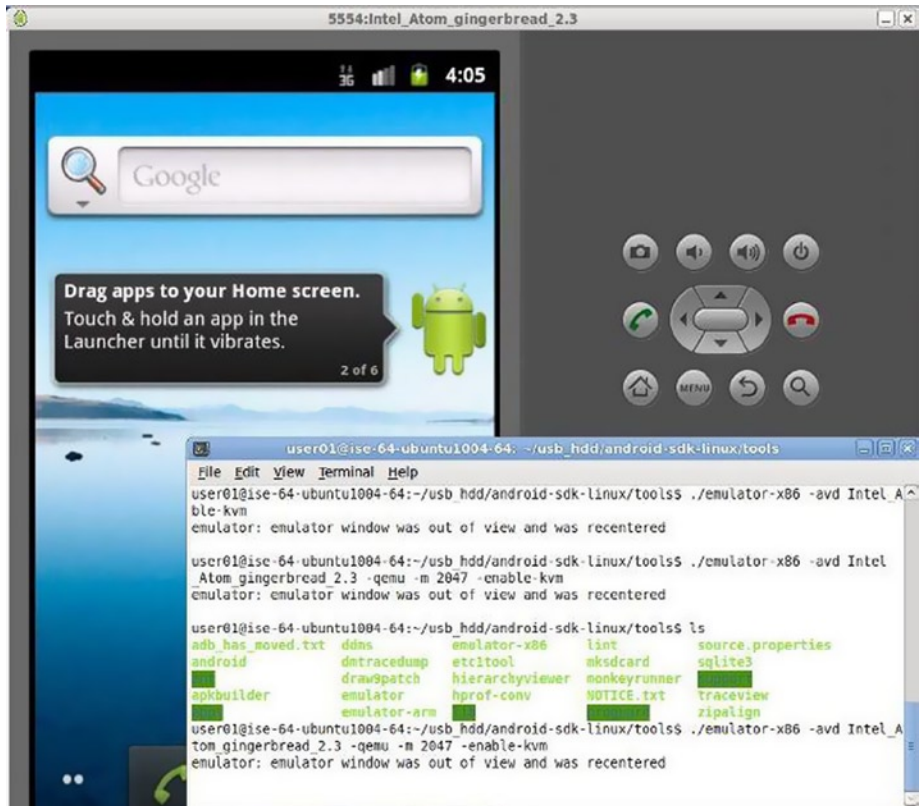 5554:Intel_Atom_gingerbread_2.3
3G 4:05
Google
Drag apps to your Home screen.
Touch & hold an app in the
Launcher until it vibrates.
2 of 6
MENU
user01@ise-64-ubuntu1004-64: ~/usb_hdd/android-sdk-linux/tools
File Edit View Terminal Help
user01@ise-64-ubuntu1004-64:~/usb_hdd/android-sdk-linux/tools$ ./emulator-x86 -avd Intel_A
ble-kvm
emulator: emulator window was out of view and was recentered
user01@ise-64-ubuntu1004-64:~/usb_hdd/android-sdk-linux/tools$ ./emulator-x86 -avd Intel
_Atom_gingerbread_2.3 -qemu -m 2047 -enable-kvm
emulator: emulator window was out of view and was recentered
user01@ise-64-ubuntu1004-64:~/usb_hdd/android-sdk-linux/tools$ ls
adb_has_moved.txt ddms emulator-x86 lint source.properties
android dmtracedump etc1tool mksdcard sqlite3
draw9patch hierarchyviewer monkeyrunner support
apkbuilder emulator hprof-conv NOTICE.txt traceview
emulator-arm proguard zipalign
user01@ise-64-ubuntu1004-64:~/usb_hdd/android-sdk-linux/tools$ ./emulator-x86 -avd Intel_A
tom_gingerbread_2.3 -qemu -m 2047 -enable-kvm
emulator: emulator window was out of view and was recentered